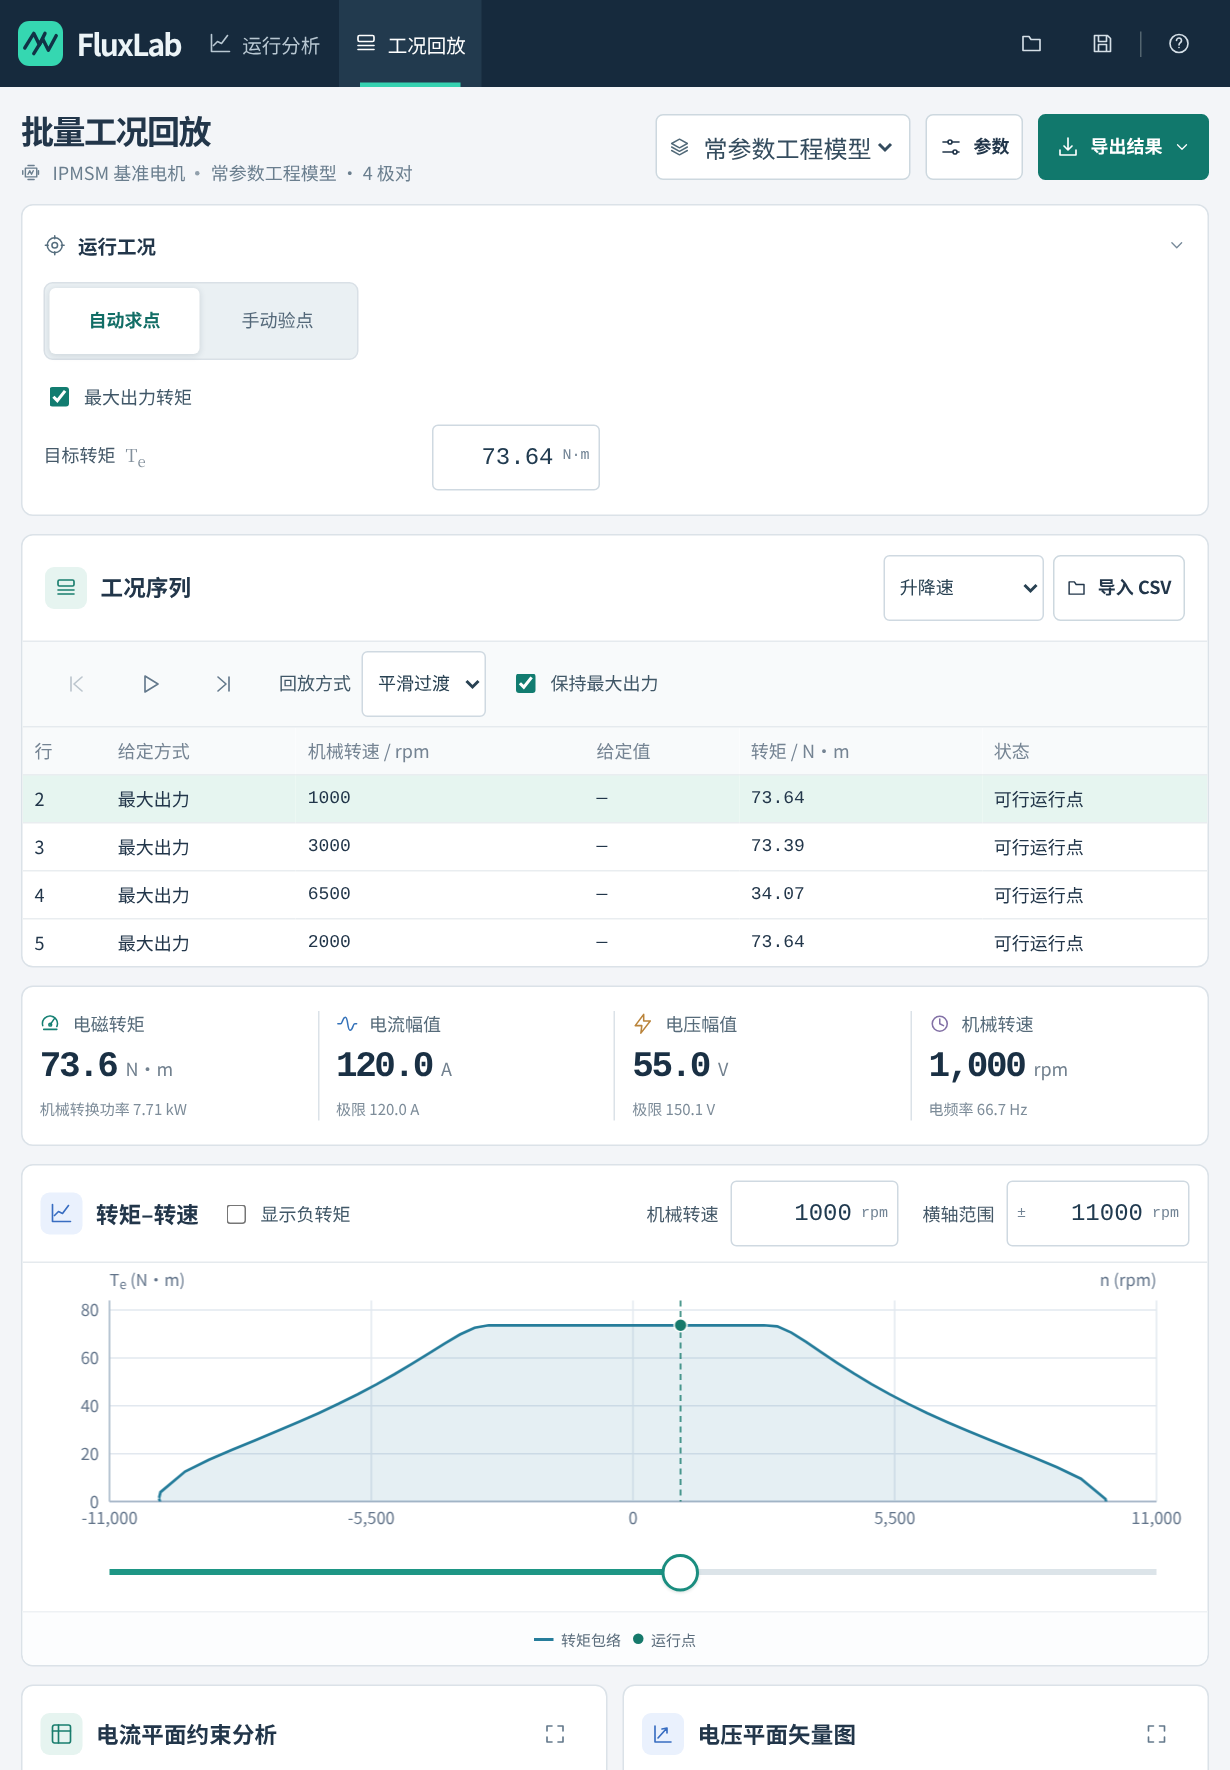 FluxLab 运行分析 工况回放
批量工况回放
IPMSM 基准电机 • 常参数工程模型 • 4 极对
常参数工程模型 参数 导出结果
运行工况
自动求点 手动验点
最大出力转矩
目标转矩 Te 73.64 N·m
工况序列 升降速 导入 CSV
回放方式 平滑过渡 保持最大出力
行 给定方式 机械转速 / rpm 给定值 转矩 / N·m 状态
2 最大出力 1000 — 73.64 可行运行点
3 最大出力 3000 — 73.39 可行运行点
4 最大出力 6500 — 34.07 可行运行点
5 最大出力 2000 — 73.64 可行运行点
电磁转矩 电流幅值 电压幅值 机械转速
73.6 N·m 120.0 A 55.0 V 1,000 rpm
机械转换功率 7.71 kW 极限 120.0 A 极限 150.1 V 电频率 66.7 Hz
转矩–转速 显示负转矩 机械转速 1000 rpm 横轴范围 ± 11000 rpm
Te (N·m) n (rpm)
80
60
40
20
0
-11,000 -5,500 0 5,500 11,000
转矩包络 运行点
电流平面约束分析 电压平面矢量图